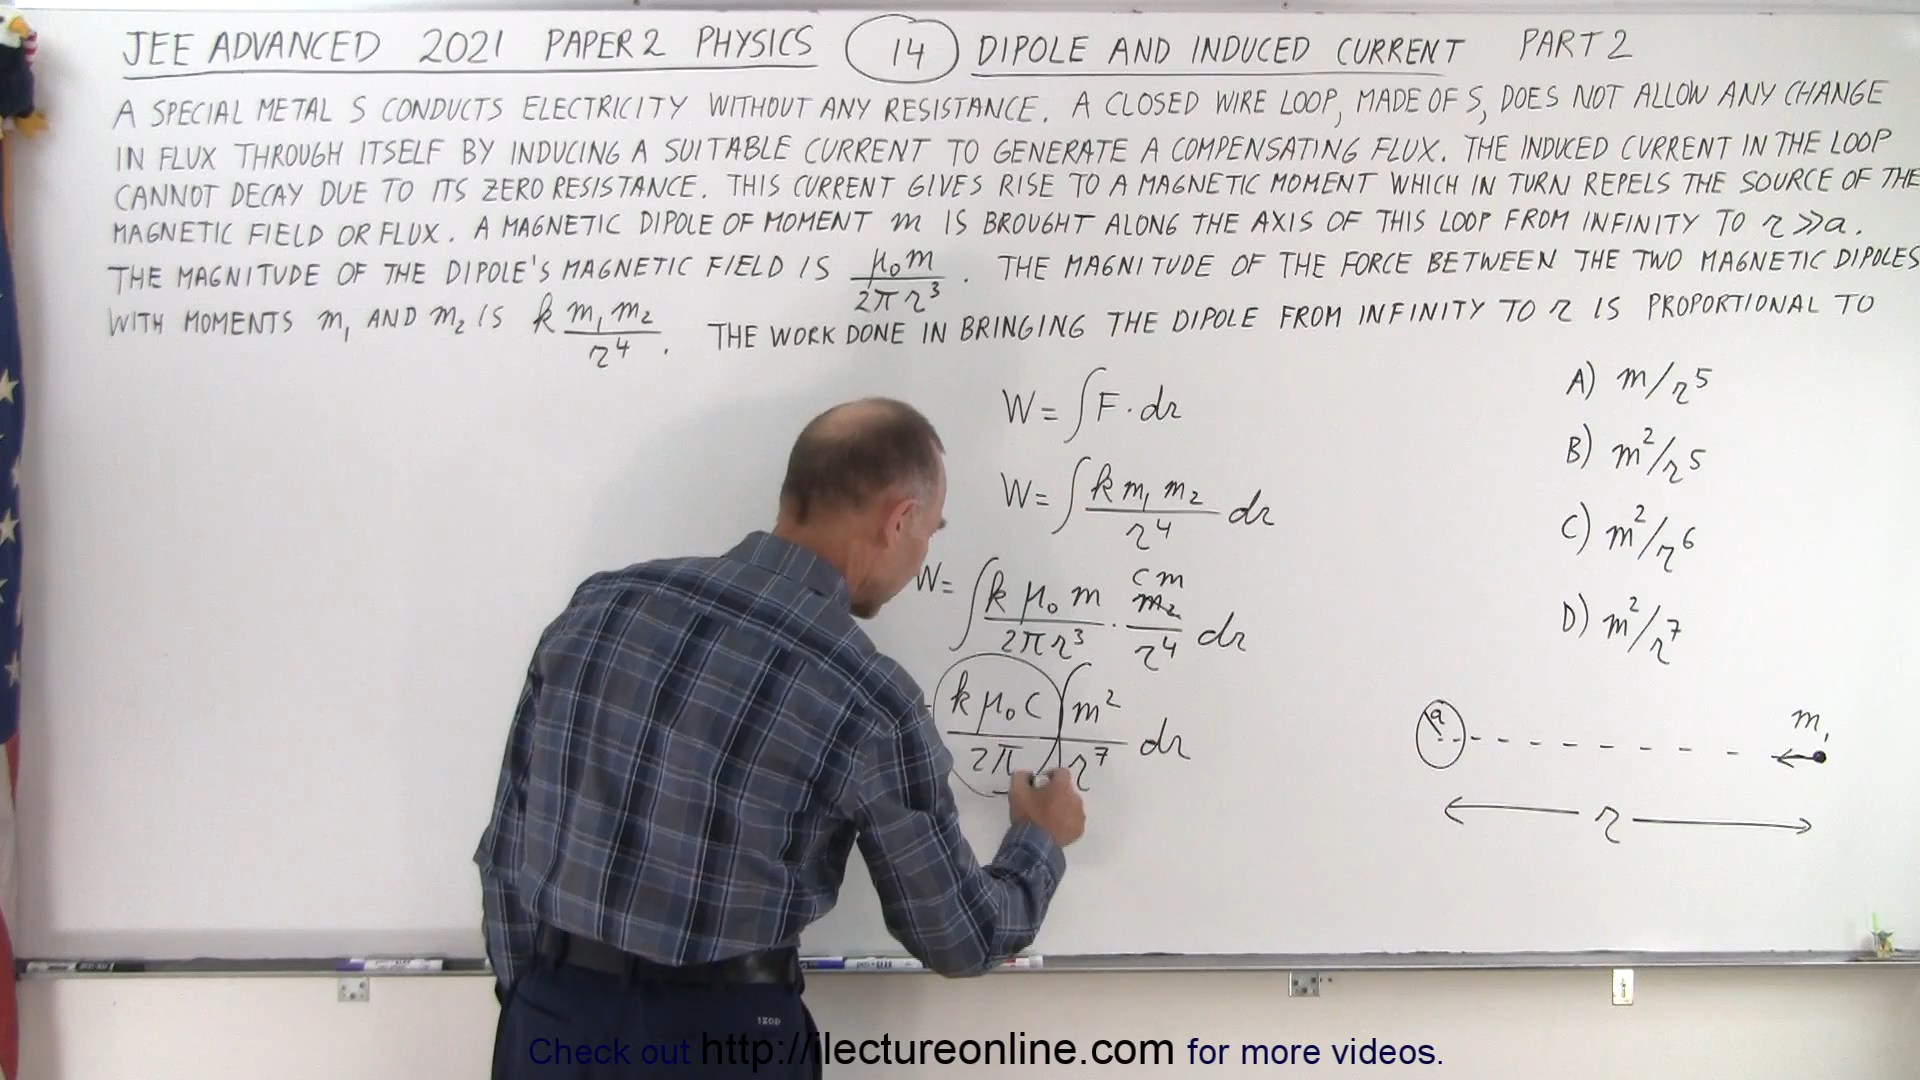 JEE ADVANCED 2021 PAPER 2 PHYSICS 14 DIPOLE AND INDUCED CURRENT PART 2
A SPECIAL METAL S CONDUCTS ELECTRICITY WITHOUT ANY RESISTANCE. A CLOSED WIRE LOOP, MADE OF S, DOES NOT ALLOW ANY CHANGE
IN FLUX THROUGH ITSELF BY INDUCING A SUITABLE CURRENT TO GENERATE A COMPENSATING FLUX. THE INDUCED CURRENT IN THE LOOP
CANNOT DECAY DUE TO ITS ZERO RESISTANCE. THIS CURRENT GIVES RISE TO A MAGNETIC MOMENT WHICH IN TURN REPELS THE SOURCE OF THE
MAGNETIC FIELD OR FLUX. A MAGNETIC DIPOLE OF MOMENT m IS BROUGHT ALONG THE AXIS OF THIS LOOP FROM INFINITY TO r >> a.
THE MAGNITUDE OF THE DIPOLE'S MAGNETIC FIELD IS μ₀m / 2πr³. THE MAGNITUDE OF THE FORCE BETWEEN THE TWO MAGNETIC DIPOLES
WITH MOMENTS m₁ AND m₂ IS k m₁ m₂ / r⁴. THE WORK DONE IN BRINGING THE DIPOLE FROM INFINITY TO r IS PROPORTIONAL TO
W = ∫ F · dr
W = ∫ k m₁ m₂ / r⁴ dr
W = ∫ k μ₀ m / 2πr³ · c m m₂ / r⁴ dr
k μ₀ c / 2π ∫ m² / r⁷ dr
A) m/r⁵
B) m²/r⁵
C) m²/r⁶
D) m²/r⁷
a
m₁
r
IZOD
Check out http://ilectureonline.com for more videos.